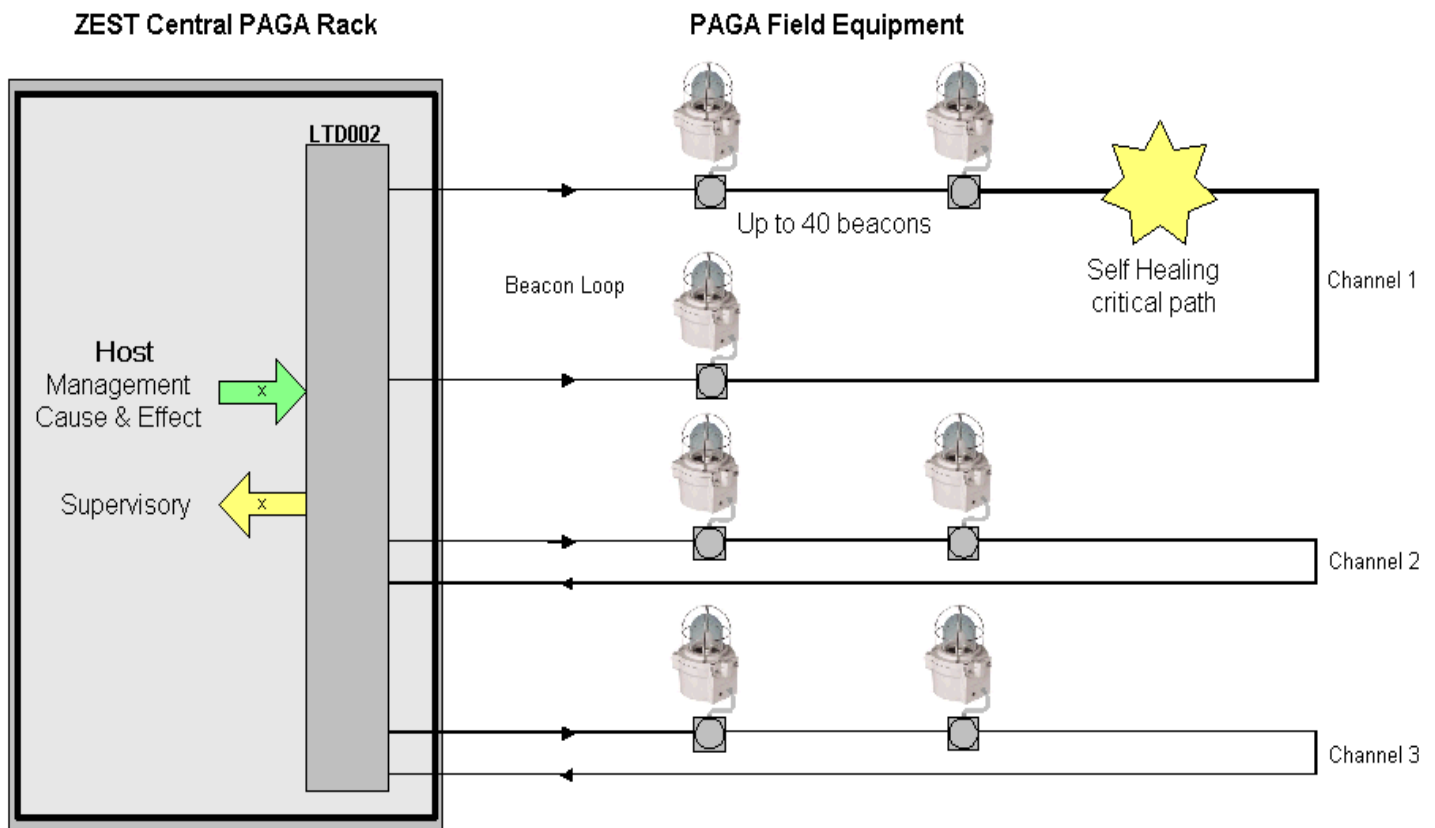 ZEST Central PAGA Rack
PAGA Field Equipment
LTD002
Up to 40 beacons
Beacon Loop
Self Healing
critical path
Channel 1
Host
Management
Cause & Effect
x
Supervisory
x
Channel 2
Channel 3